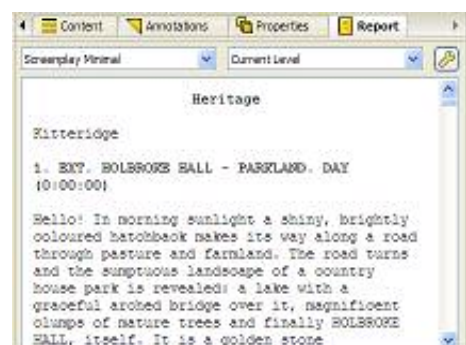 Content Annotations Properties Report
Screenplay Minimal Current Level
Heritage
Kitteridge
1. EXT. HOLBROKE HALL - PARKLAND. DAY
(0:00:00)
Hello! In morning sunlight a shiny, brightly
coloured hatchback makes its way along a road
through pasture and farmland. The road turns
and the sumptuous landscape of a country
house park is revealed: a lake with a
graceful arched bridge over it, magnificent
clumps of mature trees and finally HOLBROKE
HALL, itself. It is a golden stone